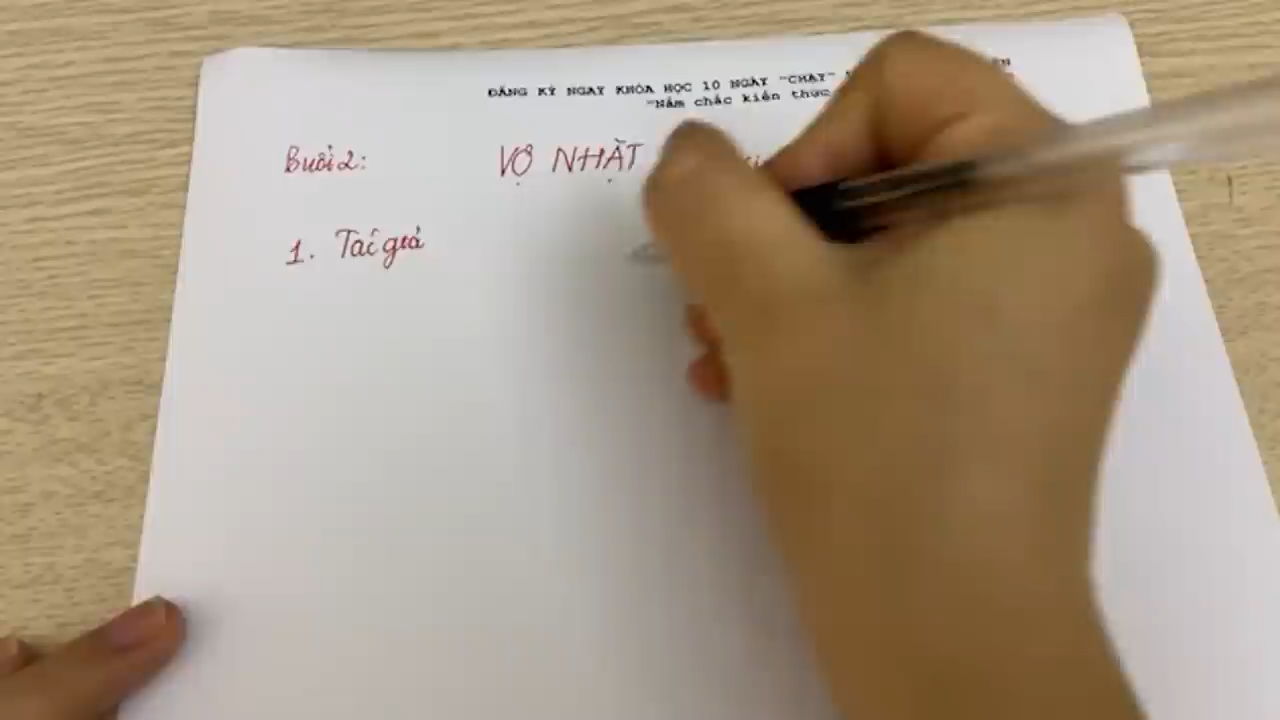 ĐĂNG KÝ NGAY KHÓA HỌC 10 NGÀY "CHẠY"
"Nắm chắc kiến thức
Buổi 2: VỢ NHẶT
1. Tác giả